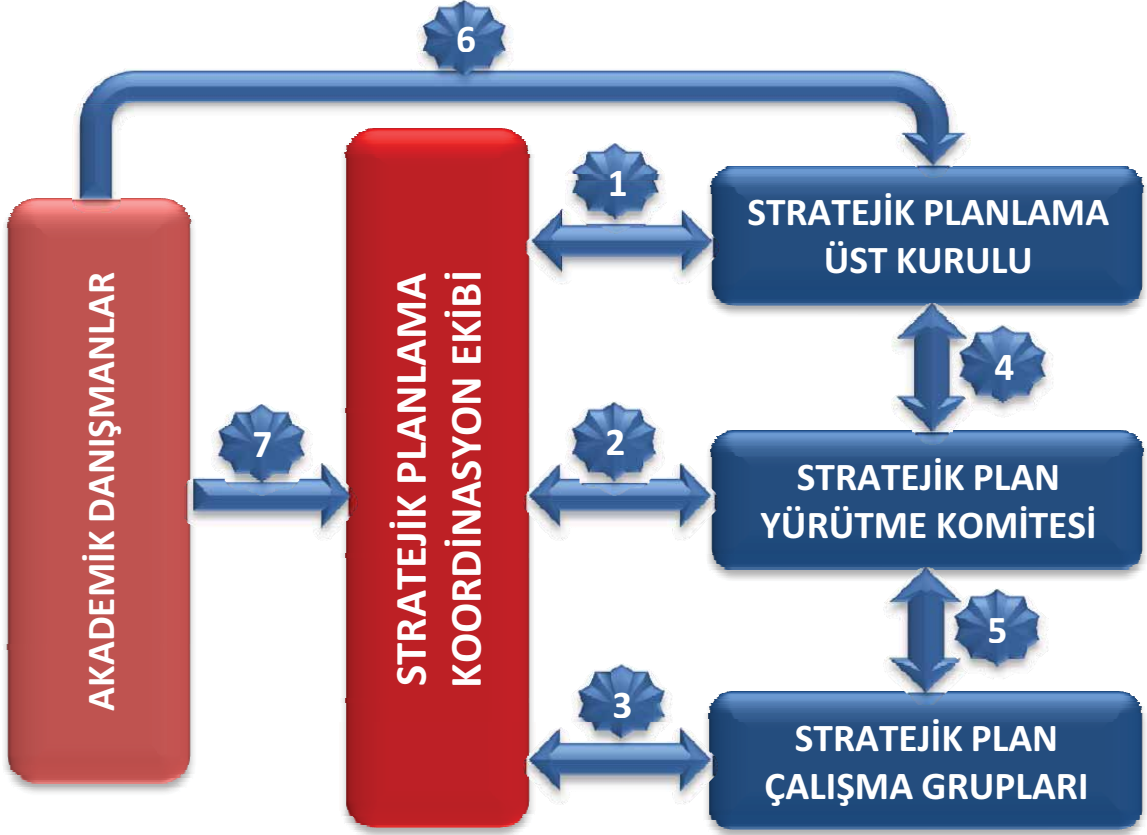 6
1
STRATEJİK PLANLAMA
ÜST KURULU
AKADEMİK DANIŞMANLAR
STRATEJİK PLANLAMA
KOORDİNASYON EKİBİ
4
7
2
STRATEJİK PLAN
YÜRÜTME KOMİTESİ
5
3
STRATEJİK PLAN
ÇALIŞMA GRUPLARI